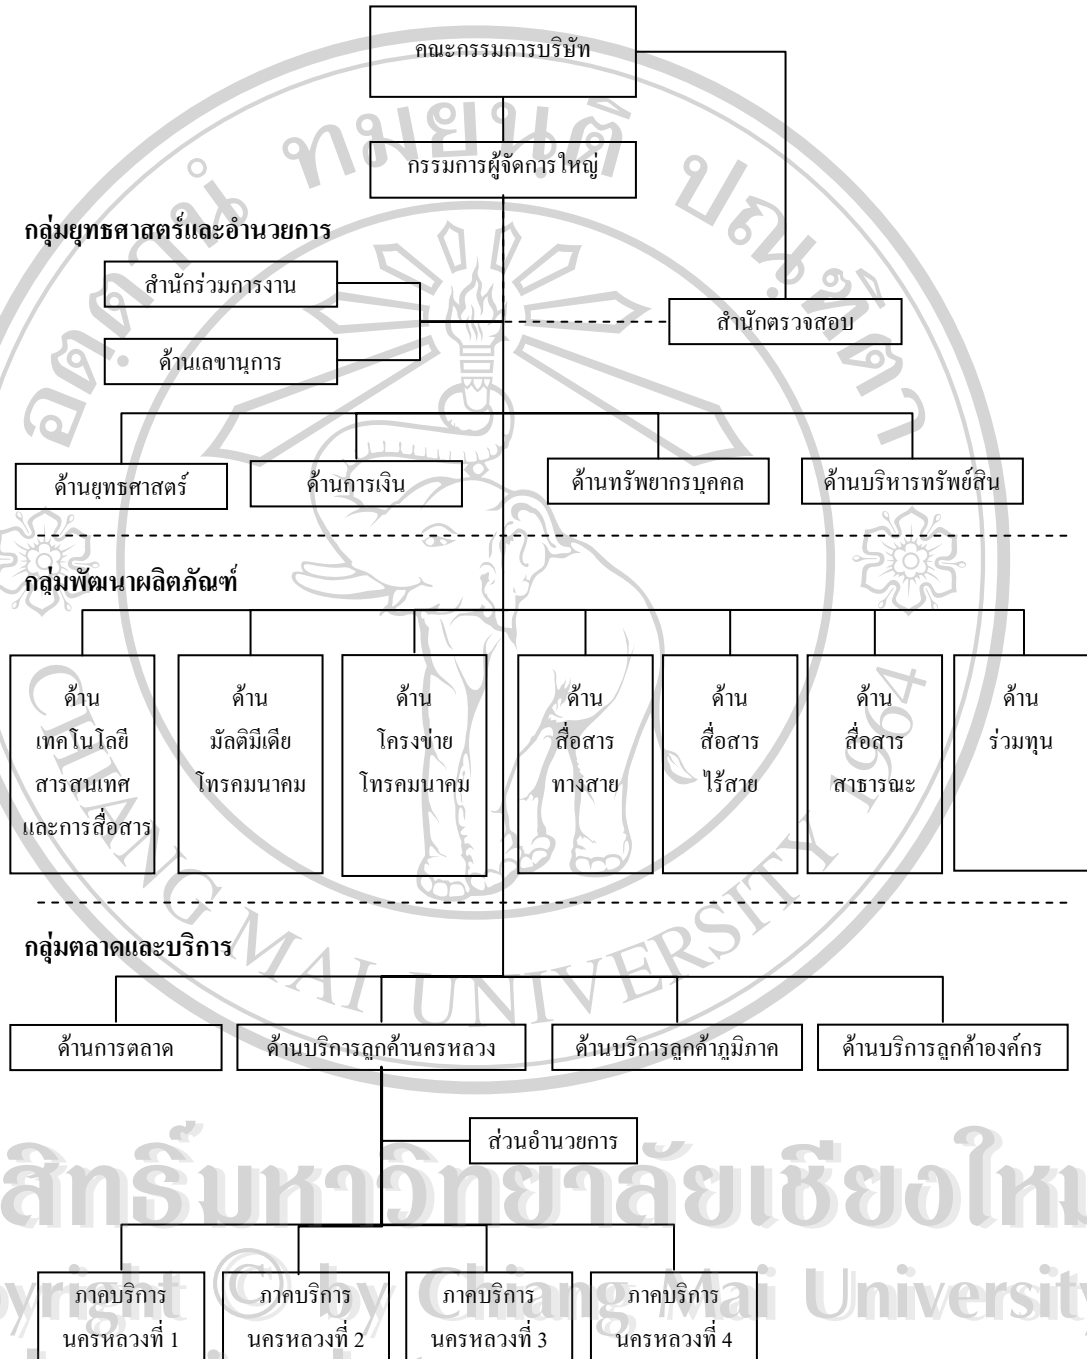 คณะกรรมการบริษัท
กรรมการผู้จัดการใหญ่
กลุ่มยุทธศาสตร์และอำนวยการ
สำนักร่วมการงาน
สำนักตรวจสอบ
ด้านเลขานุการ
ด้านยุทธศาสตร์
ด้านการเงิน
ด้านทรัพยากรบุคคล
ด้านบริหารทรัพย์สิน
กลุ่มพัฒนาผลิตภัณฑ์
ด้าน
เทคโนโลยี
สารสนเทศ
และการสื่อสาร
ด้าน
มัลติมีเดีย
โทรคมนาคม
ด้าน
โครงข่าย
โทรคมนาคม
ด้าน
สื่อสาร
ทางสาย
ด้าน
สื่อสาร
ไร้สาย
ด้าน
สื่อสาร
สาธารณะ
ด้าน
ร่วมทุน
กลุ่มตลาดและบริการ
ด้านการตลาด
ด้านบริการลูกค้านครหลวง
ด้านบริการลูกค้าภูมิภาค
ด้านบริการลูกค้าองค์กร
ส่วนอำนวยการ
ภาคบริการ
นครหลวงที่ 1
ภาคบริการ
นครหลวงที่ 2
ภาคบริการ
นครหลวงที่ 3
ภาคบริการ
นครหลวงที่ 4
CHIANG MAI UNIVERSITY 1964
by Chiang Mai University